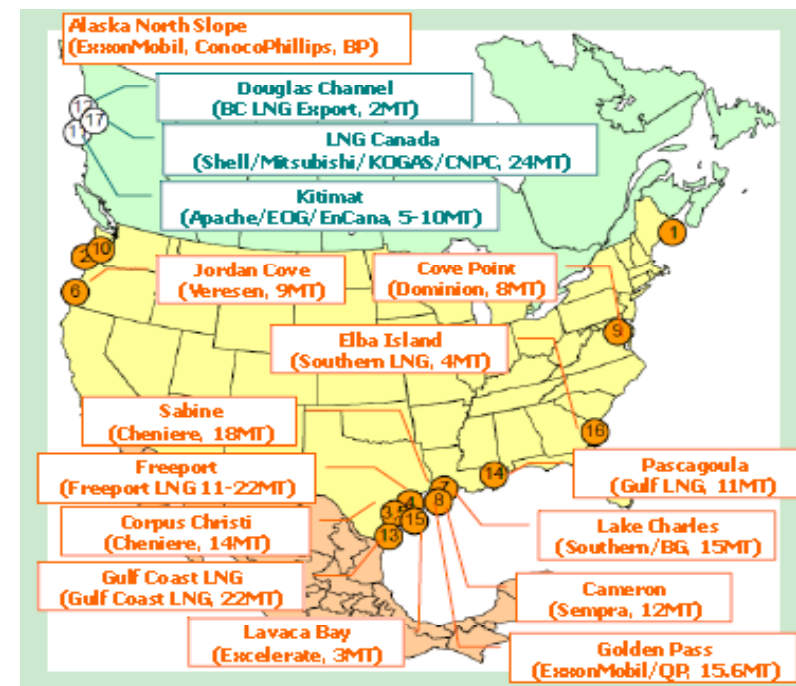 Alaska North Slope
(ExxonMobil, ConocoPhillips, BP)
Douglas Channel
(BC LNG Export, 2MT)
LNG Canada
(Shell/Mitsubishi/KOGAS/CNPC, 24MT)
Kitimat
(Apache/EOG/EnCana, 5-10MT)
17
1
2
10
6
Jordan Cove
(Veresen, 9MT)
Cove Point
(Dominion, 8MT)
9
Elba Island
(Southern LNG, 4MT)
16
Sabine
(Cheniere, 18MT)
Freeport
(Freeport LNG 11-22MT)
Corpus Christi
(Cheniere, 14MT)
Gulf Coast LNG
(Gulf Coast LNG, 22MT)
Lavaca Bay
(Excelerate, 3MT)
14
7
8
4
15
13
Pascagoula
(Gulf LNG, 11MT)
Lake Charles
(Southern/BG, 15MT)
Cameron
(Sempra, 12MT)
Golden Pass
(ExxonMobil/QP, 15.6MT)